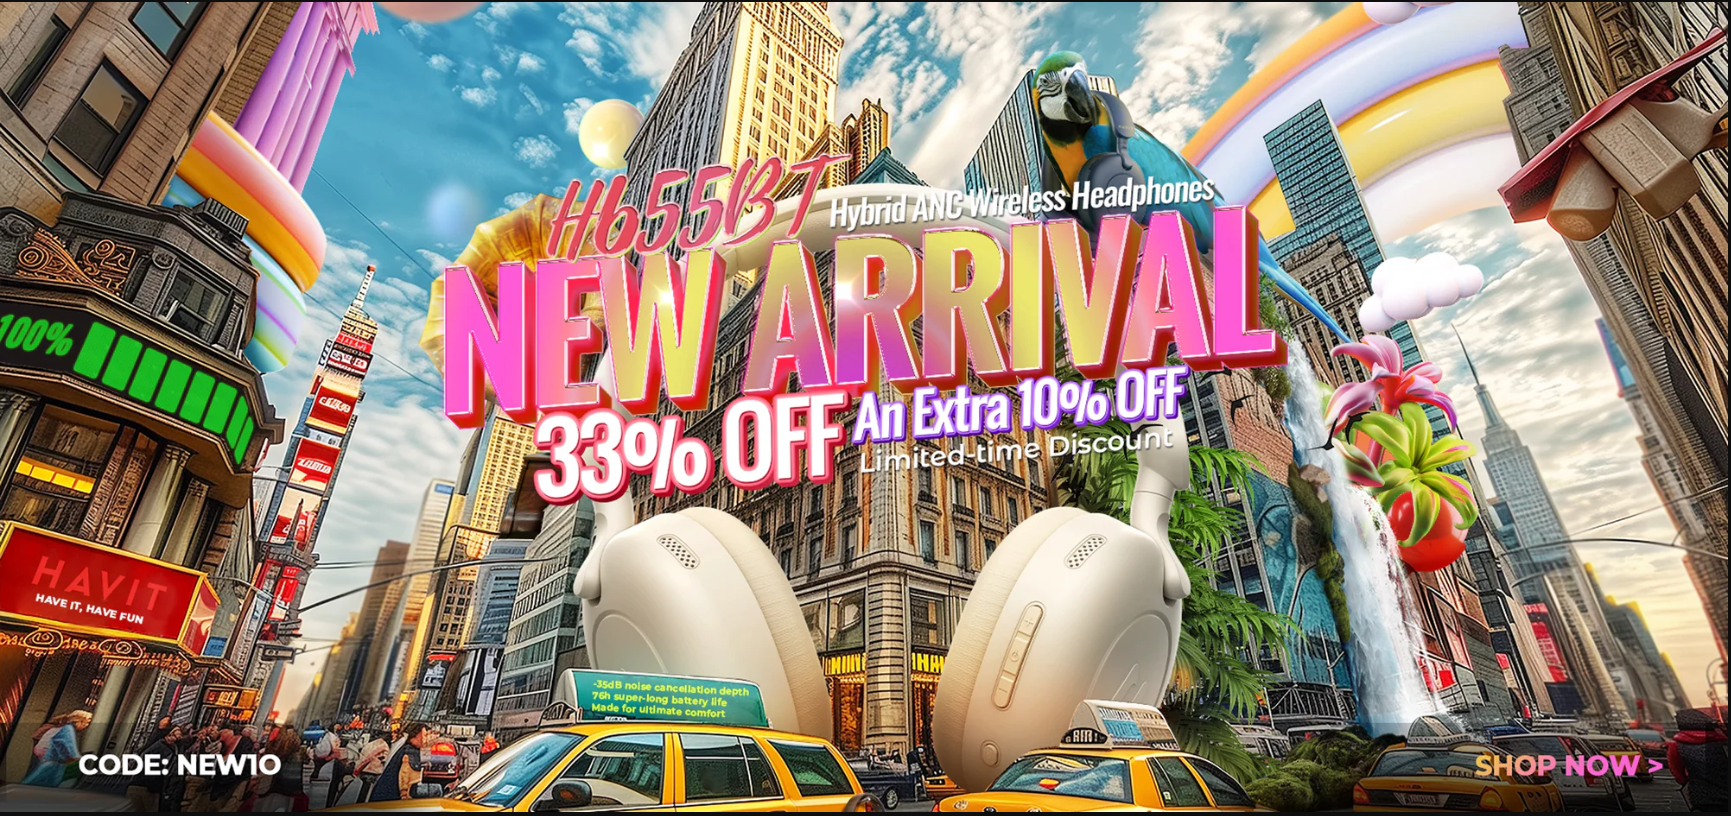 H655BT
Hybrid ANC Wireless Headphones
NEW ARRIVAL
33% OFF
An Extra 10% OFF
Limited-time Discount
100%
HAVIT
HAVE IT, HAVE FUN
-35dB noise cancellation depth
76h super-long battery life
Made for ultimate comfort
CODE: NEW10
SHOP NOW >